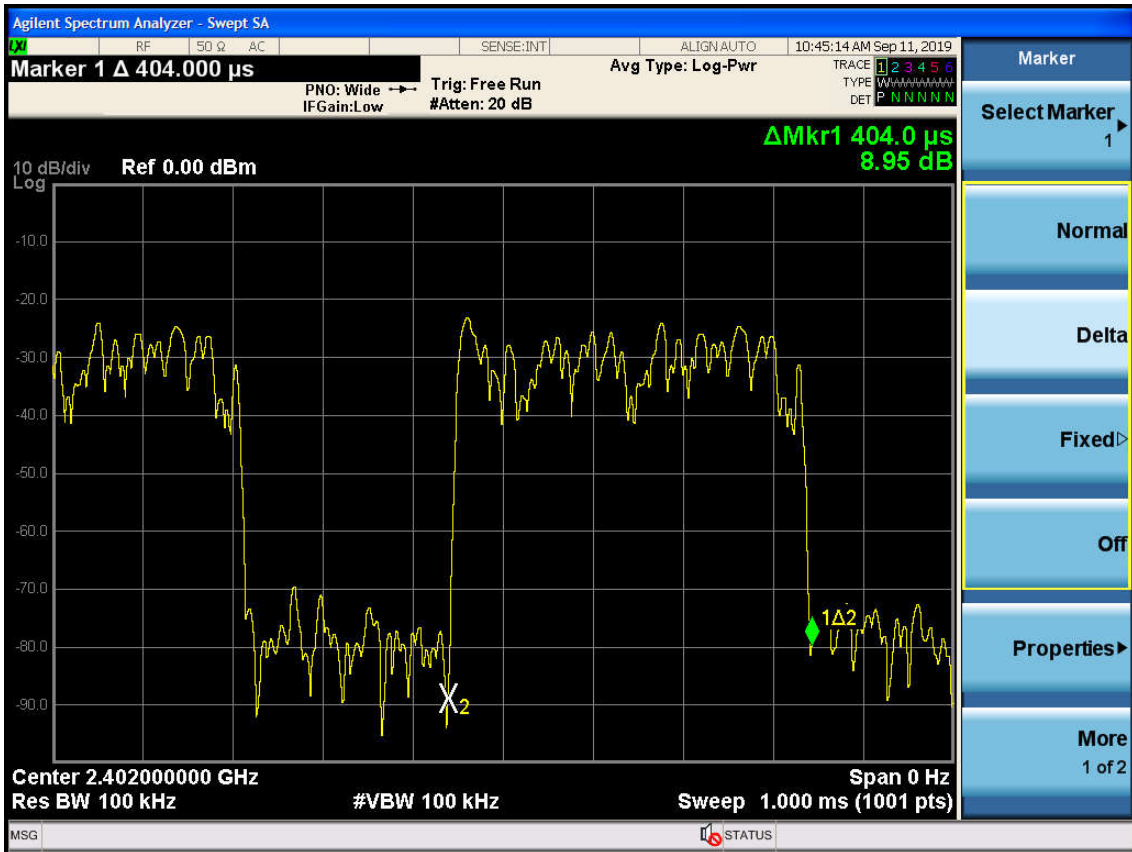 Agilent Spectrum Analyzer - Swept SA
LXI RF 50 Ω AC SENSE:INT ALIGN AUTO 10:45:14 AM Sep 11, 2019
Marker 1 Δ 404.000 µs
PNO: Wide
IFGain:Low
Trig: Free Run
#Atten: 20 dB
Avg Type: Log-Pwr
TRACE 1 2 3 4 5 6
TYPE WWWWWW
DET P N N N N N
ΔMkr1 404.0 µs
8.95 dB
10 dB/div Ref 0.00 dBm
Log
-10.0
-20.0
-30.0
-40.0
-50.0
-60.0
-70.0
-80.0
-90.0
1Δ2
X2
Center 2.402000000 GHz Span 0 Hz
Res BW 100 kHz #VBW 100 kHz Sweep 1.000 ms (1001 pts)
MSG STATUS
Marker
Select Marker
1
Normal
Delta
Fixed
Off
Properties
More
1 of 2